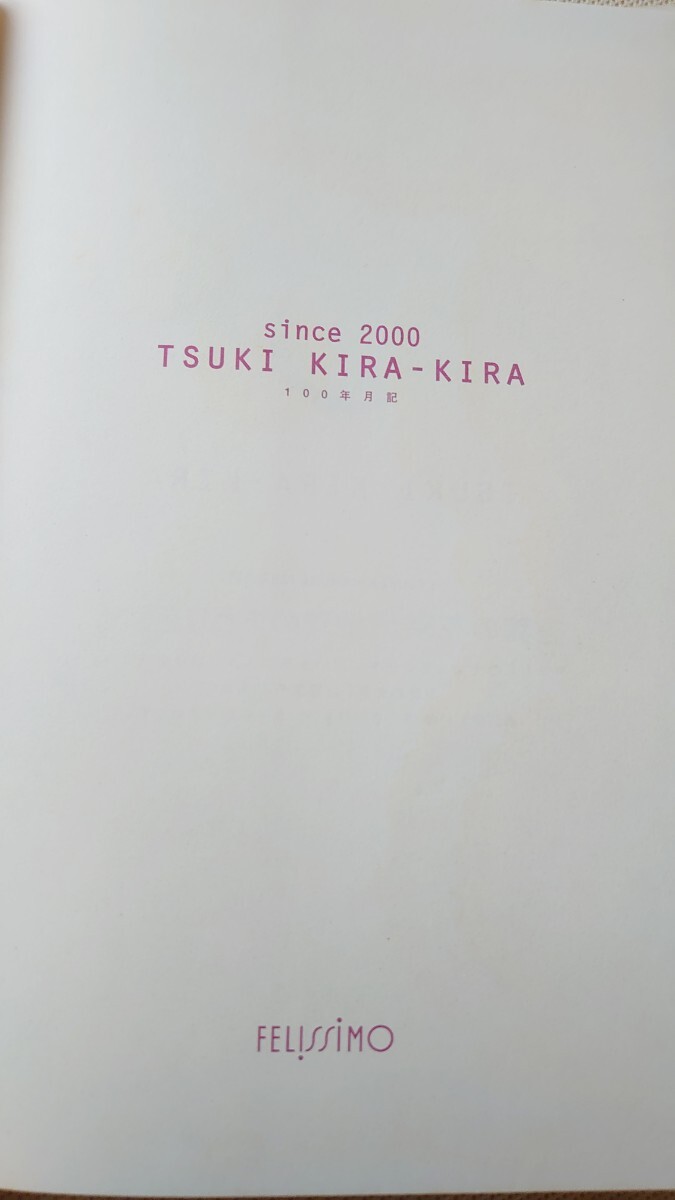 since 2000
TSUKI KIRA-KIRA
100年月記
FELISSIMO